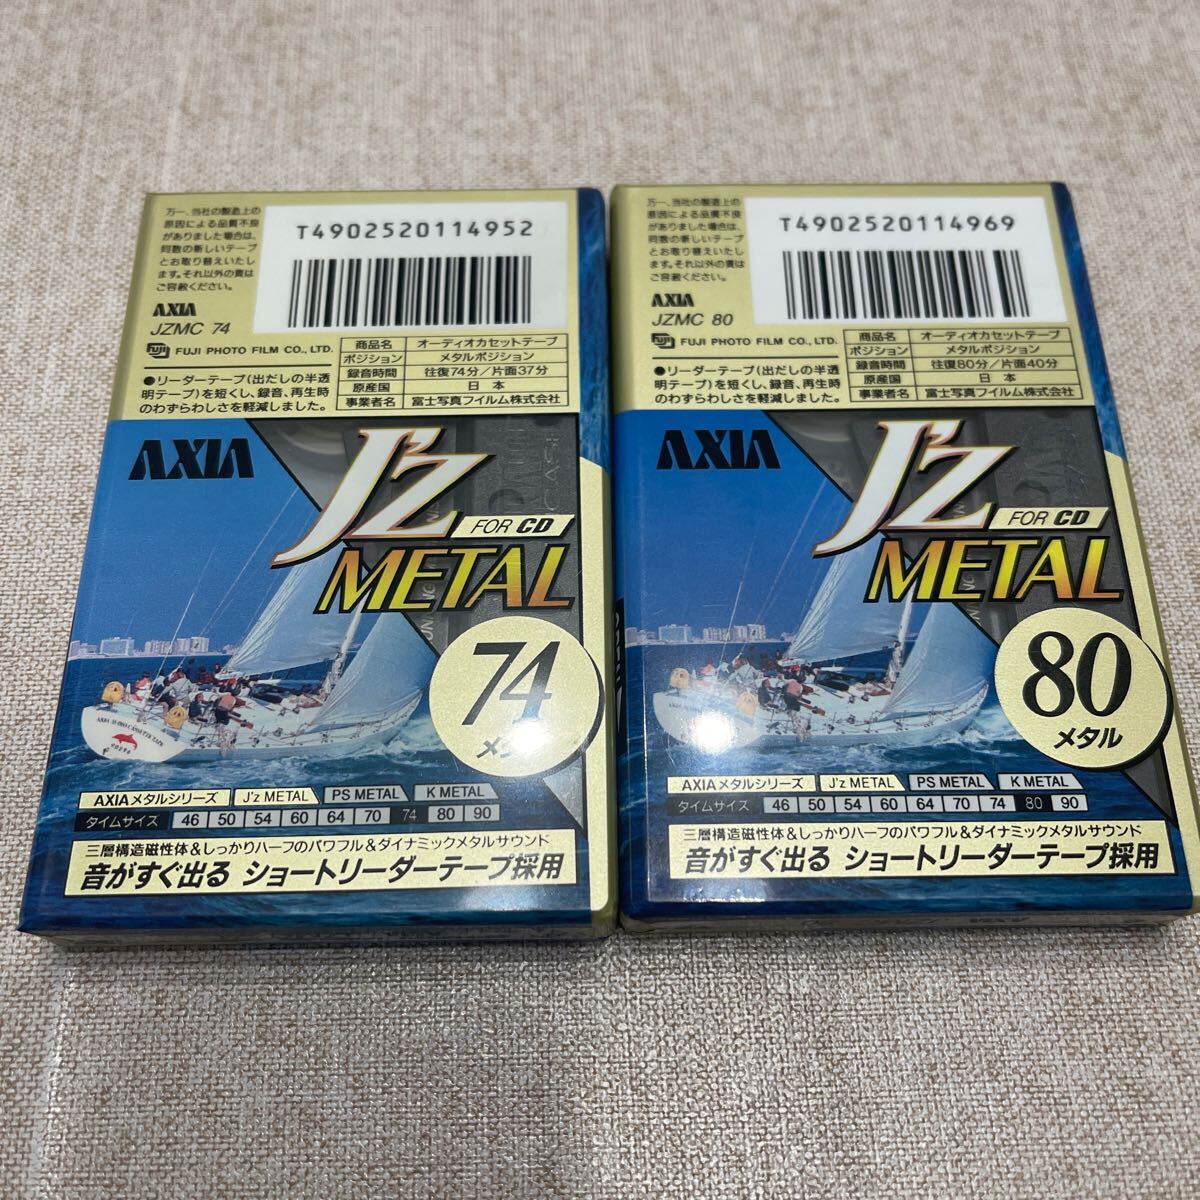 万一、当社の製造上の
原因による品質不良
がありました場合は、
同数の新しいテープ
とお取り替えいたし
ます。それ以外の責は
ご容赦ください。
T4902520114952
AXIA
JZMC 74
FUJI PHOTO FILM CO., LTD.
●リーダーテープ(出だしの半透
明テープ)を短くし、録音、再生時
のわずらわしさを軽減しました。
商品名 オーディオカセットテープ
ポジション メタルポジション
録音時間 往復74分/片面37分
原産国 日本
事業者名 富士写真フイルム株式会社
AXIA
J'z
FOR CD
METAL
74
メタ
AXIAメタルシリーズ J'z METAL PS METAL K METAL
タイムサイズ 46 50 54 60 64 70 74 80 90
三層構造磁性体&しっかりハーフのパワフル&ダイナミックメタルサウンド
音がすぐ出る ショートリーダーテープ採用
万一、当社の製造上の
原因による品質不良
がありました場合は、
同数の新しいテープ
とお取り替えいたし
ます。それ以外の責は
ご容赦ください。
T4902520114969
AXIA
JZMC 80
FUJI PHOTO FILM CO., LTD.
●リーダーテープ(出だしの半透
明テープ)を短くし、録音、再生時
のわずらわしさを軽減しました。
商品名 オーディオカセットテープ
ポジション メタルポジション
録音時間 往復80分/片面40分
原産国 日本
事業者名 富士写真フイルム株式会社
AXIA
J'z
FOR CD
METAL
80
メタル
AXIAメタルシリーズ J'z METAL PS METAL K METAL
タイムサイズ 46 50 54 60 64 70 74 80 90
三層構造磁性体&しっかりハーフのパワフル&ダイナミックメタルサウンド
音がすぐ出る ショートリーダーテープ採用